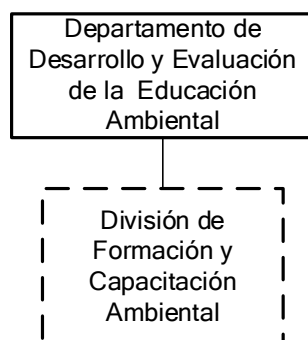 Departamento de
Desarrollo y Evaluación
de la Educación
Ambiental
División de
Formación y
Capacitación
Ambiental